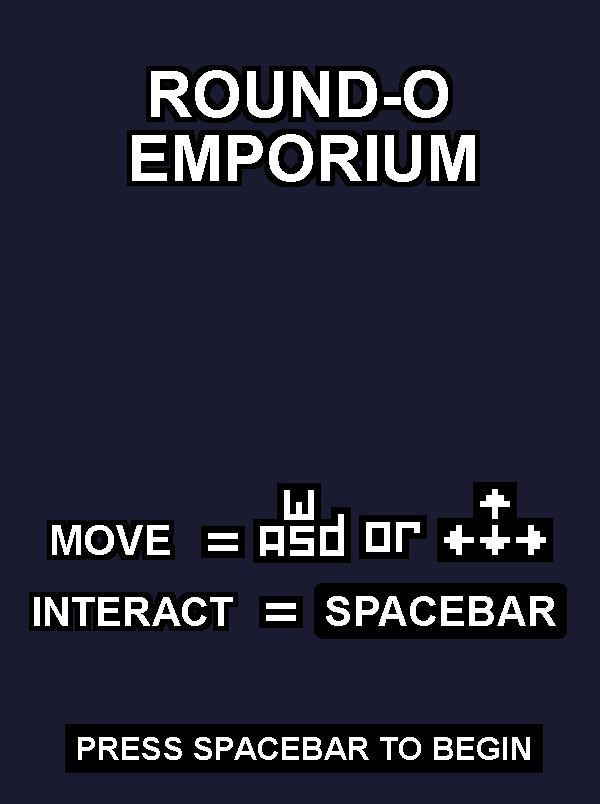 ROUND-O
EMPORIUM
MOVE = W ASd or ↑ ← ↓ →
INTERACT = SPACEBAR
PRESS SPACEBAR TO BEGIN